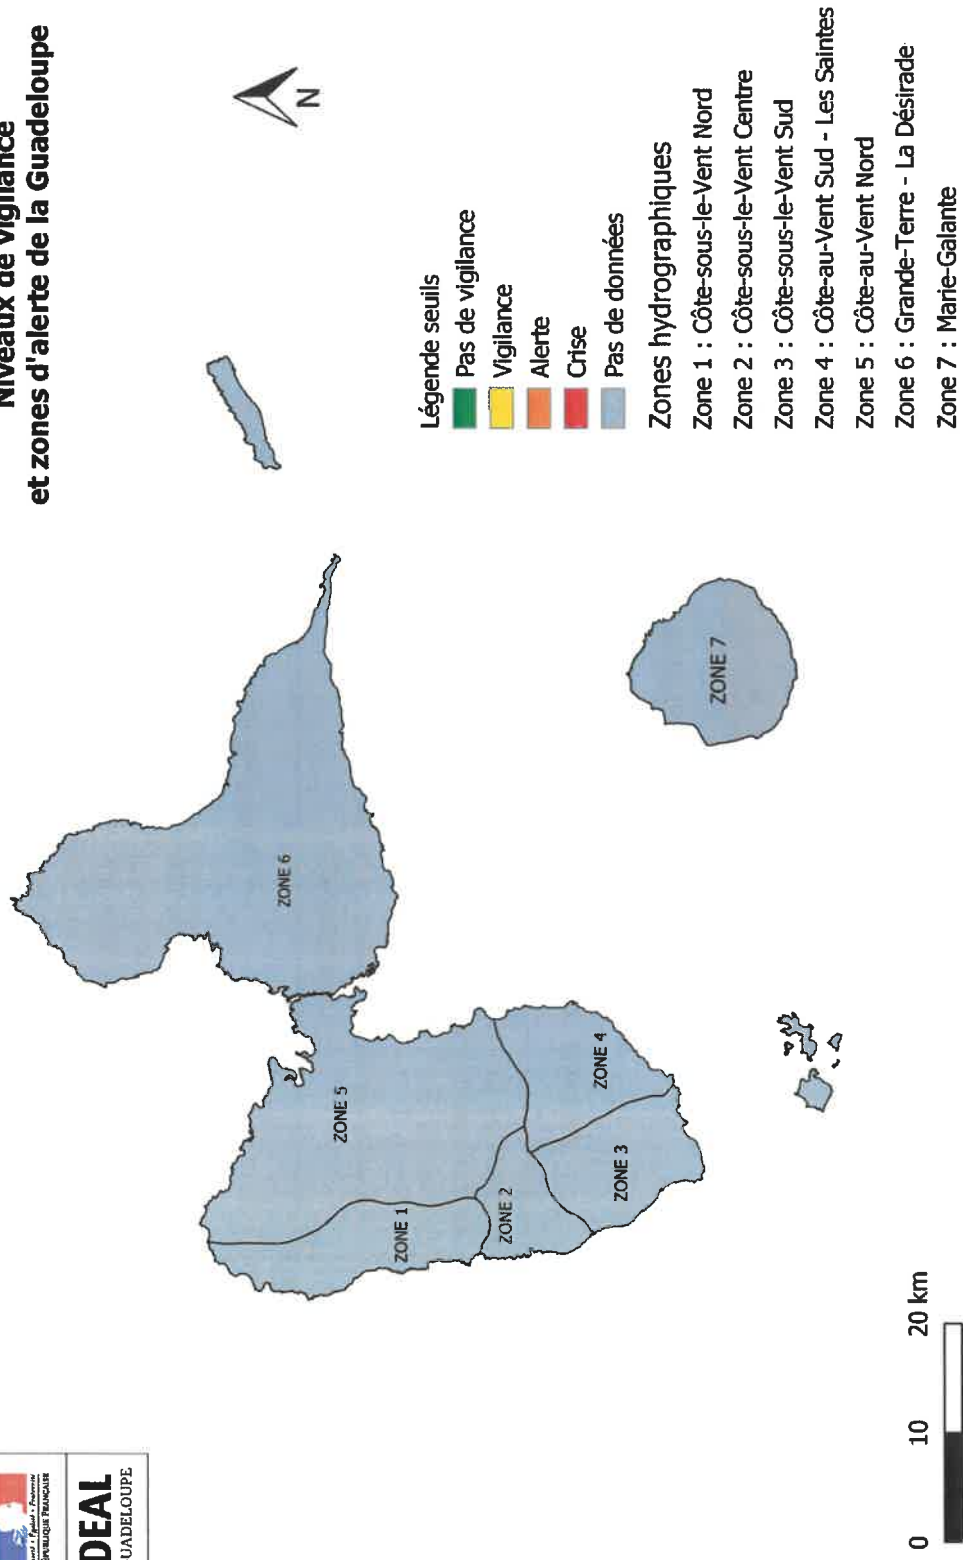 Niveaux de vigilance
et zones d'alerte de la Guadeloupe
RÉPUBLIQUE FRANÇAISE
DEAL
N
ZONE 6
ZONE 5
ZONE 1
ZONE 2
ZONE 4
ZONE 3
ZONE 7
Légende seuils
Pas de vigilance
Vigilance
Alerte
Crise
Pas de données
Zones hydrographiques
Zone 1 : Côte-sous-le-Vent Nord
Zone 2 : Côte-sous-le-Vent Centre
Zone 3 : Côte-sous-le-Vent Sud
Zone 4 : Côte-au-Vent Sud - Les Saintes
Zone 5 : Côte-au-Vent Nord
Zone 6 : Grande-Terre - La Désirade
Zone 7 : Marie-Galante
0 10 20 km